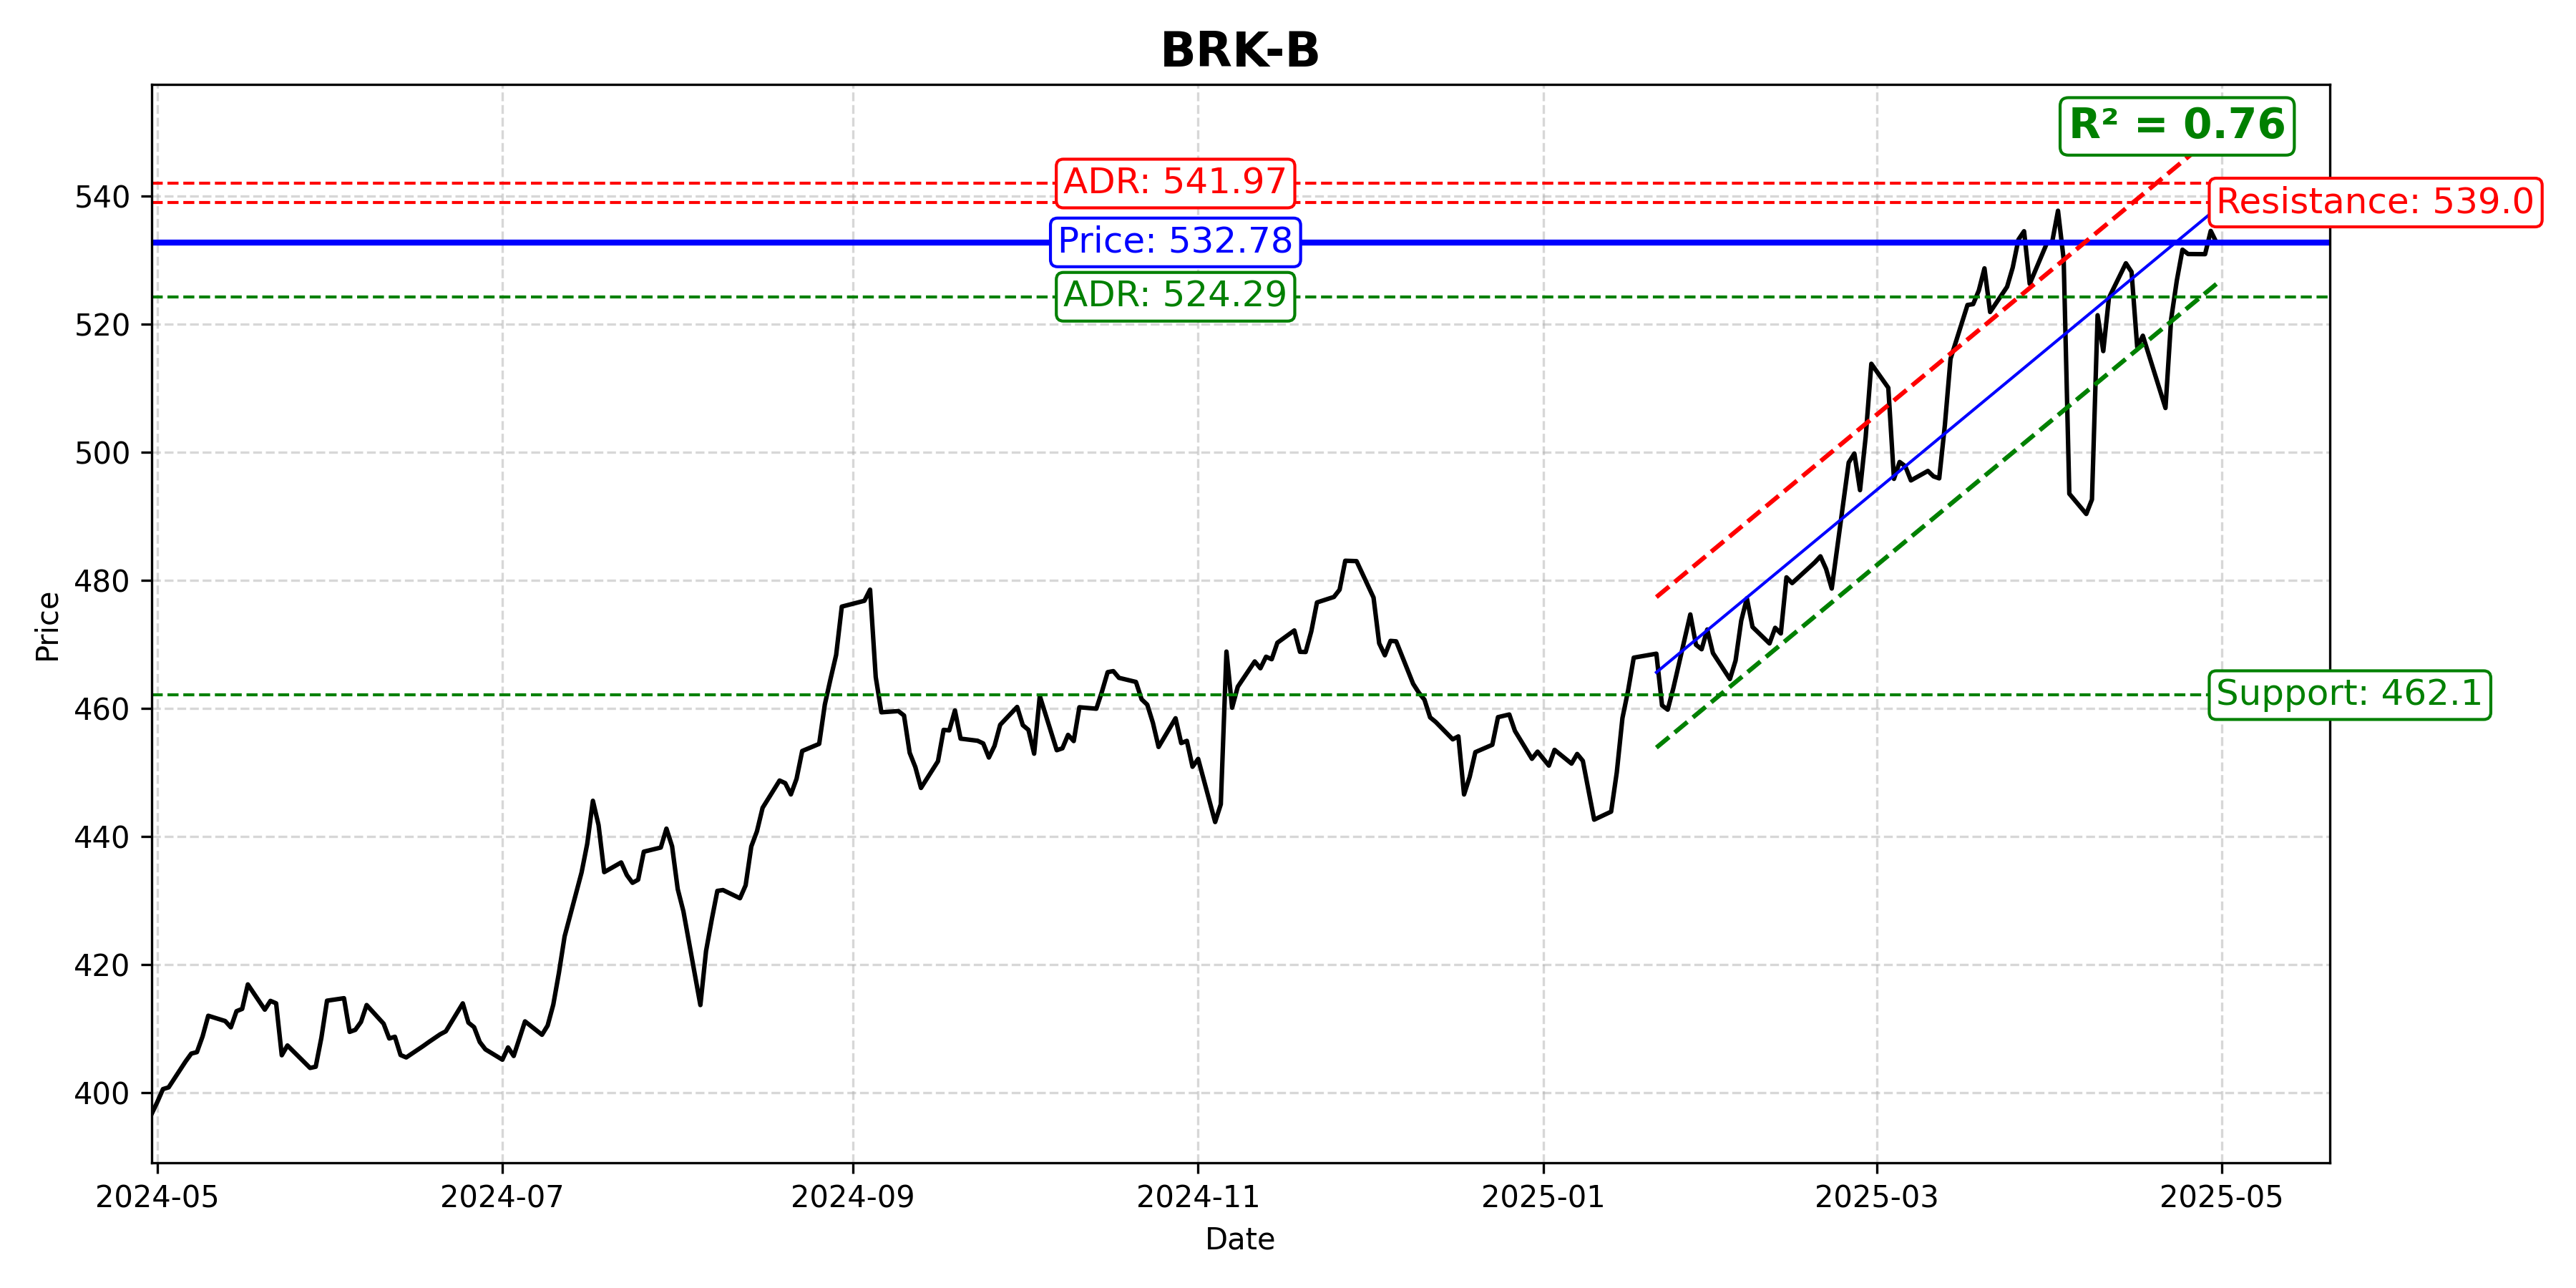 BRK-B
R² = 0.76
ADR: 541.97
Resistance: 539.0
Price: 532.78
ADR: 524.29
Support: 462.1
Price
540
520
500
480
460
440
420
400
2024-05
2024-07
2024-09
2024-11
2025-01
2025-03
2025-05
Date